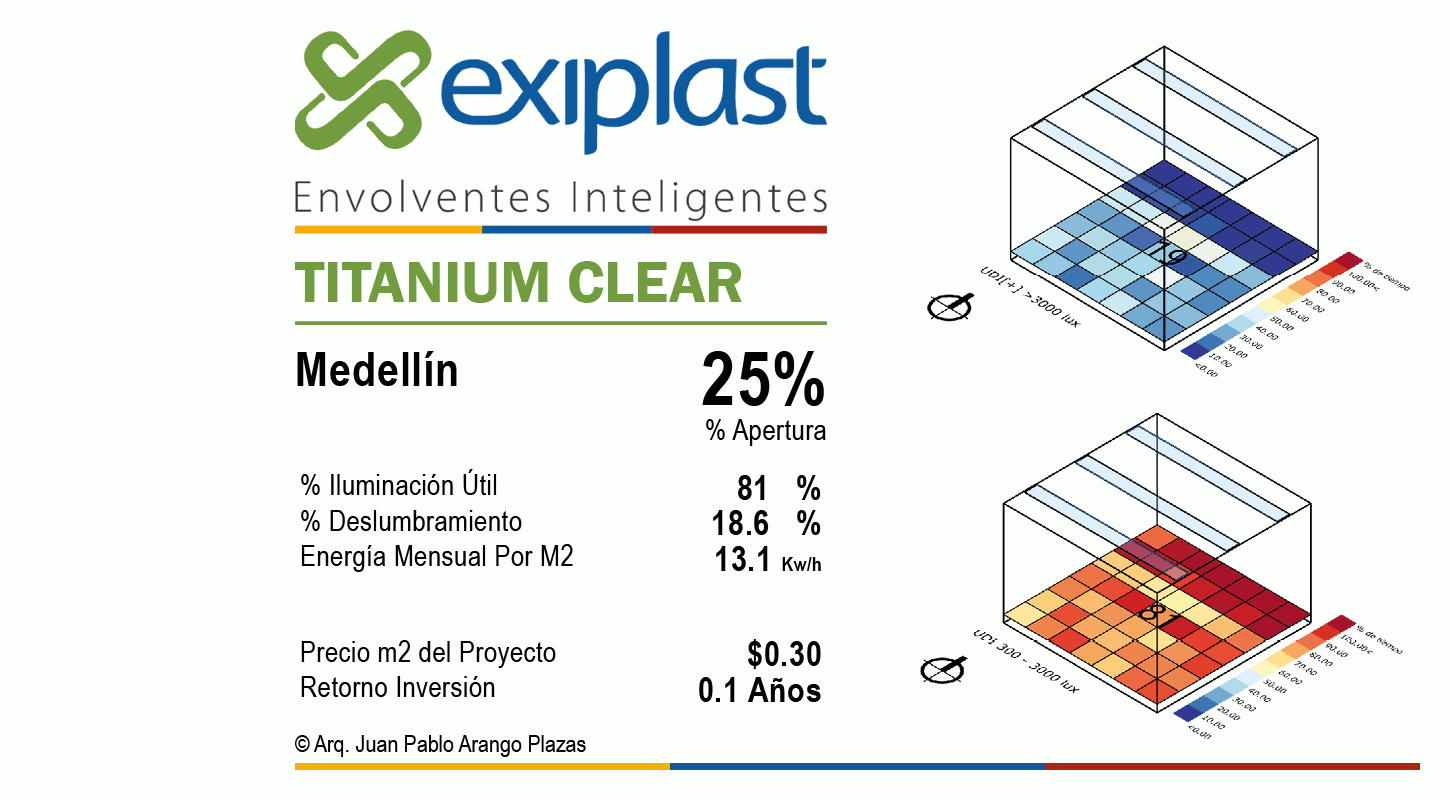 exiplast
Envolventes Inteligentes
TITANIUM CLEAR
Medellín
25%
% Apertura
% Iluminación Útil 81 %
% Deslumbramiento 18.6 %
Energía Mensual Por M2 13.1 Kw/h
Precio m2 del Proyecto $0.30
Retorno Inversión 0.1 Años
© Arq. Juan Pablo Arango Plazas
19
UDI[+] >3000 lux
% de tiempo
100.00<
90.00
80.00
70.00
60.00
50.00
40.00
30.00
20.00
10.00
<0.00
81
UDI 300 - 3000 lux
% de tiempo
100.00<
90.00
80.00
70.00
60.00
50.00
40.00
30.00
20.00
10.00
<0.00